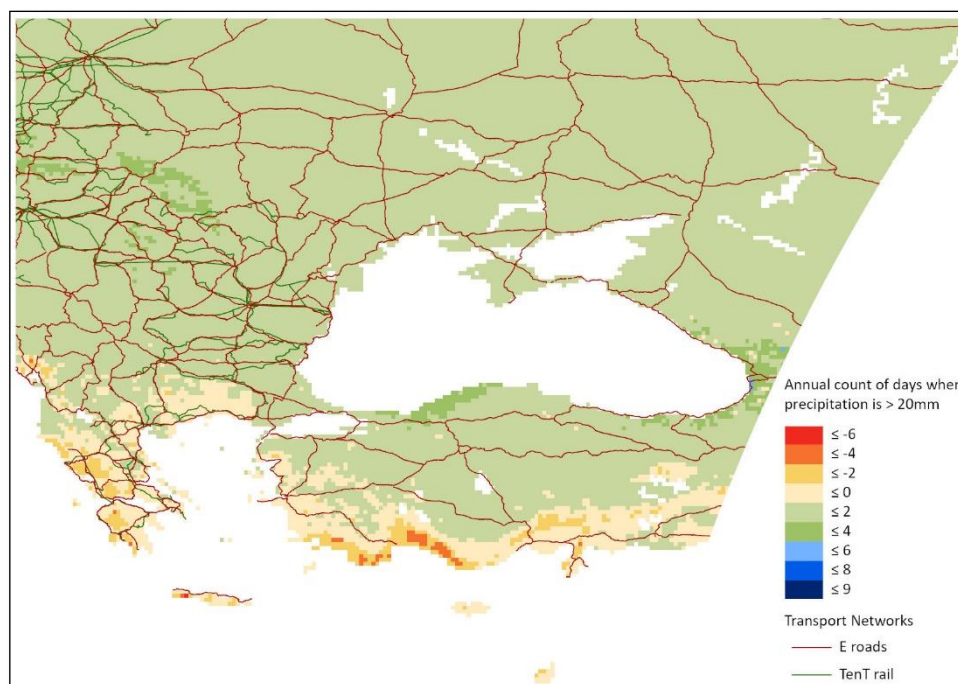 Annual count of days when
precipitation is > 20mm
≤ -6
≤ -4
≤ -2
≤ 0
≤ 2
≤ 4
≤ 6
≤ 8
≤ 9
Transport Networks
E roads
TenT rail